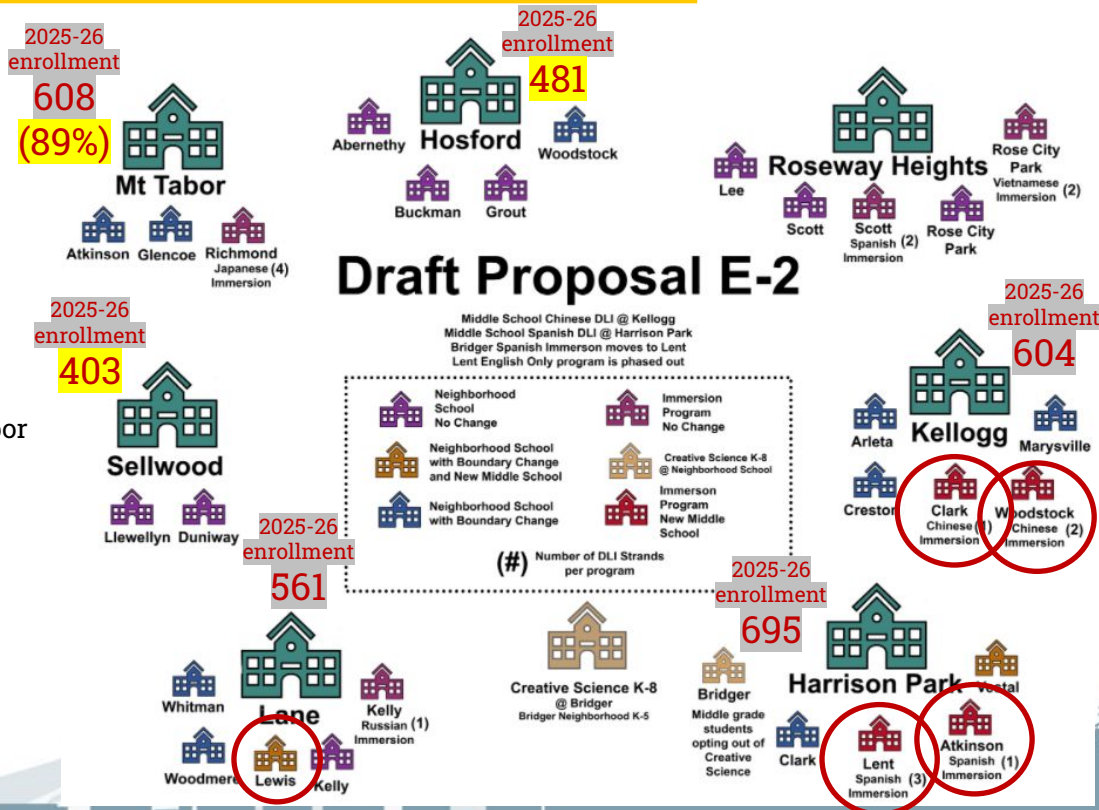 2025-26
enrollment
608
(89%)
Mt Tabor
Atkinson
Glencoe
Richmond
Japanese (4)
Immersion
2025-26
enrollment
481
Abernethy
Hosford
Woodstock
Buckman
Grout
Roseway Heights
Lee
Scott
Scott
Spanish (2)
Immersion
Rose City
Park
Rose City
Park
Vietnamese
Immersion (2)
Draft Proposal E-2
Middle School Chinese DLI @ Kellogg
Middle School Spanish DLI @ Harrison Park
Bridger Spanish Immerson moves to Lent
Lent English Only program is phased out
2025-26
enrollment
403
Sellwood
Llewellyn
Duniway
Neighborhood
School
No Change
Immersion
Program
No Change
Neighborhood School
with Boundary Change
and New Middle School
Creative Science K-8
@ Neighborhood School
Neighborhood School
with Boundary Change
Immerson
Program
New Middle
School
(#) Number of DLI Strands
per program
2025-26
enrollment
604
Kellogg
Arleta
Marysville
Creston
Clark
Chinese (1)
Immersion
Woodstock
Chinese (2)
Immersion
2025-26
enrollment
561
Lane
Whitman
Kelly
Russian (1)
Immersion
Woodmere
Lewis
Kelly
Creative Science K-8
@ Bridger
Bridger Neighborhood K-5
2025-26
enrollment
695
Harrison Park
Bridger
Middle grade
students
opting out of
Creative
Science
Vestal
Clark
Lent
Spanish (3)
Immersion
Atkinson
Spanish (1)
Immersion